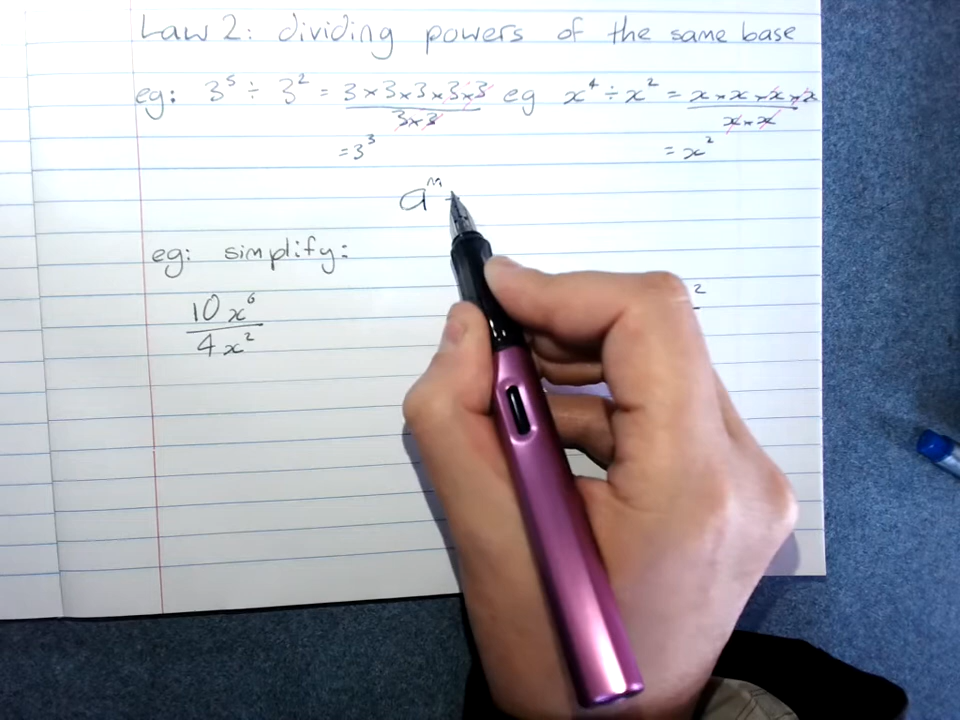 Law 2: dividing powers of the same base
eg: 3⁵ ÷ 3² = 3 × 3 × 3 × 3 × 3 / 3 × 3 eg x⁴ ÷ x² = x × x × x × x / x × x
= 3³ = x²
aᵐ
eg: simplify:
10x⁶ / 4x² 2